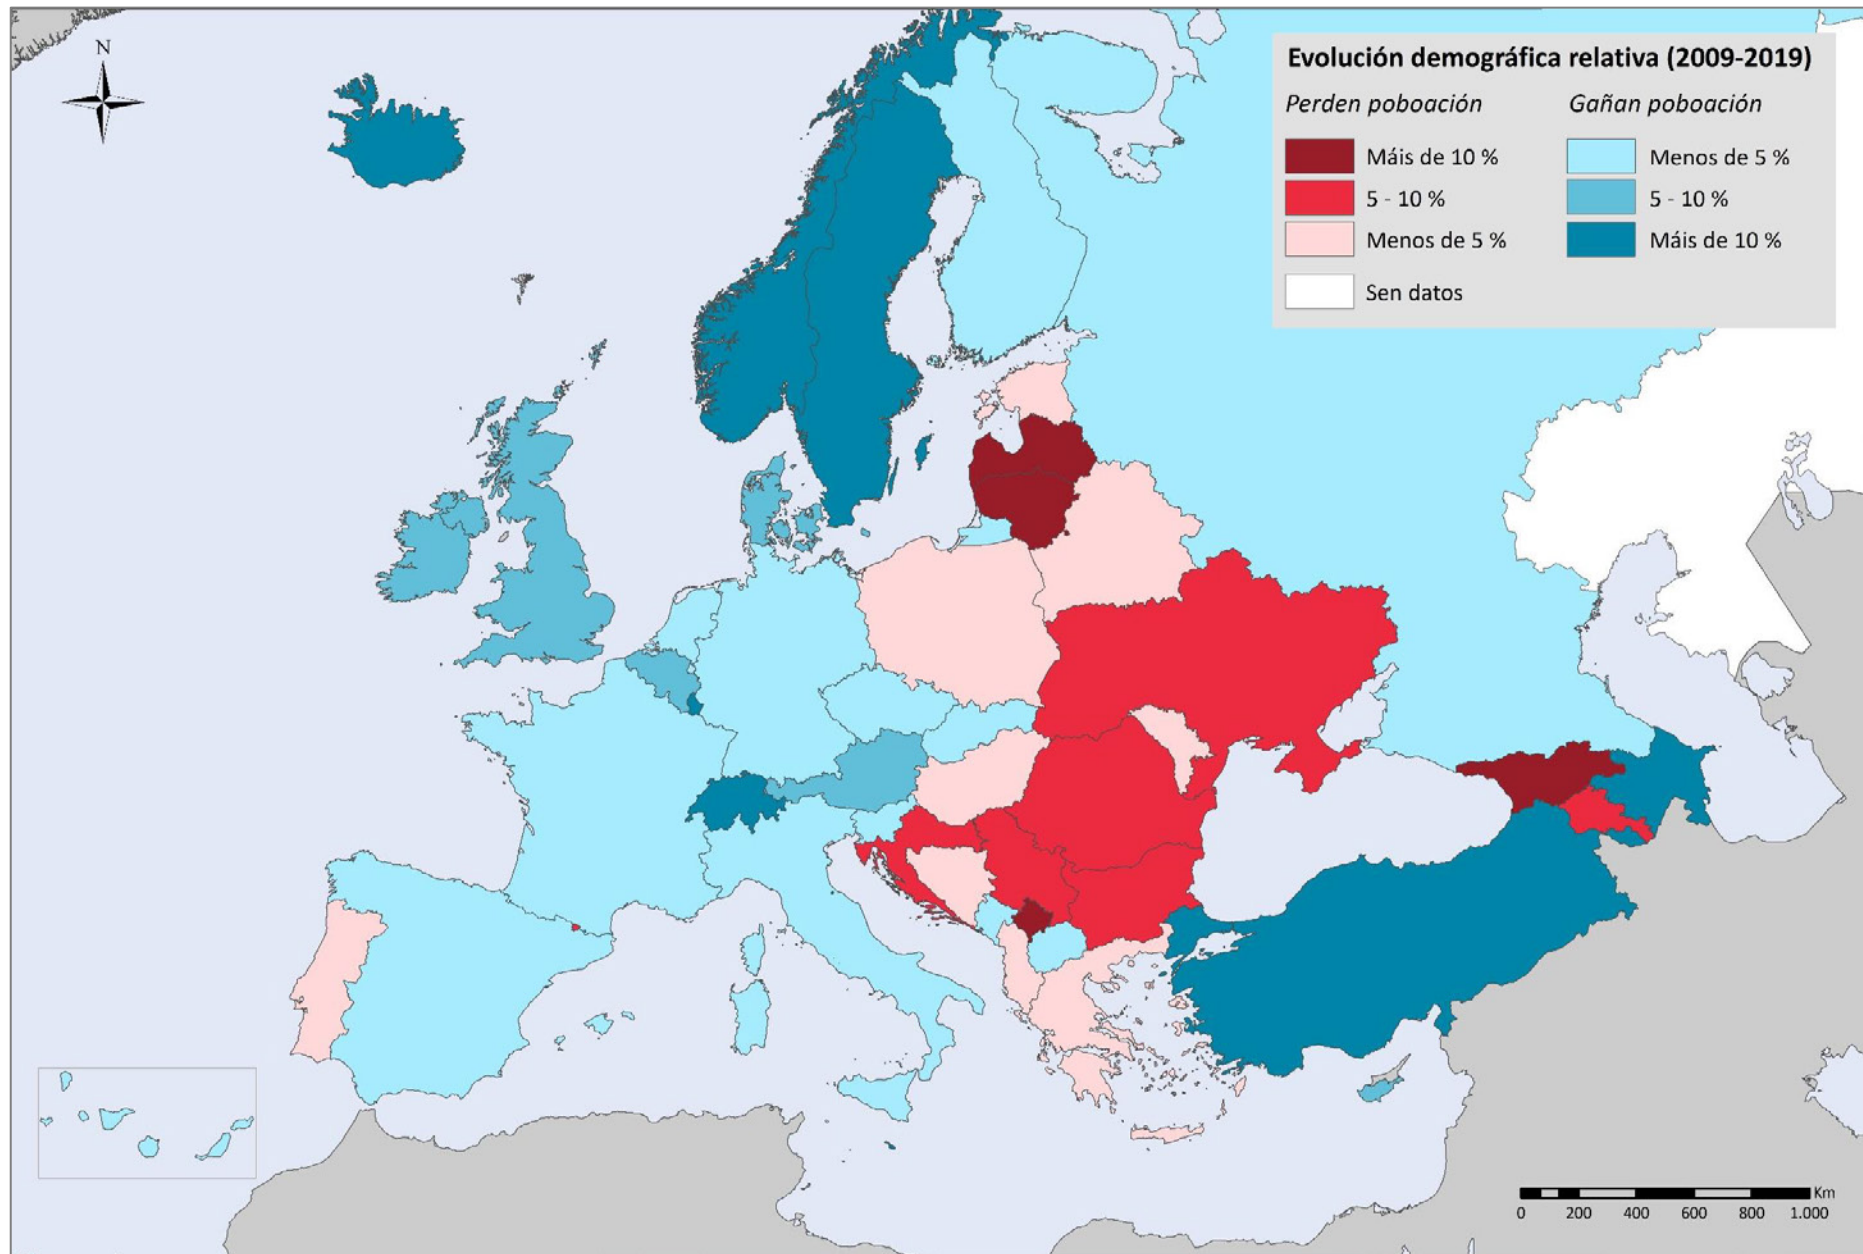 N
Evolución demográfica relativa (2009-2019)
Perden poboación
Gañan poboación
Máis de 10 %
Menos de 5 %
5 - 10 %
5 - 10 %
Menos de 5 %
Máis de 10 %
Sen datos
Km
0 200 400 600 800 1.000